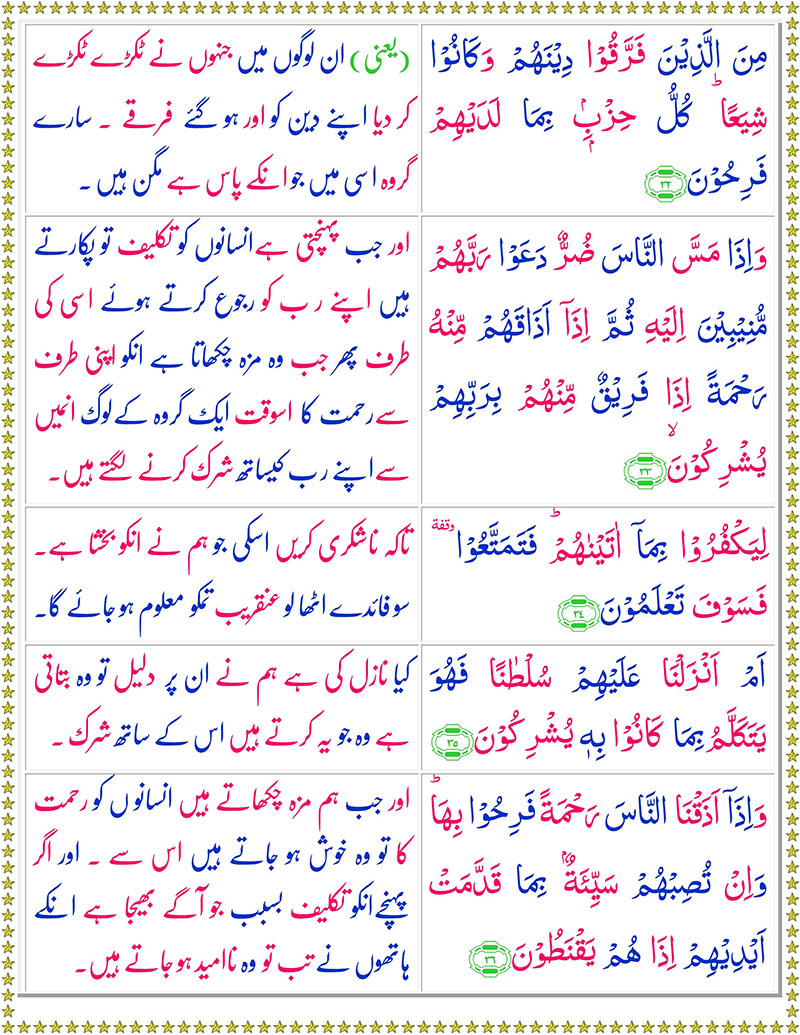 مِنَ الَّذِيْنَ فَرَّقُوْا دِيْنَهُمْ وَكَانُوْا
شِيَعًا ؕ كُلُّ حِزْبٍۭ بِمَا لَدَيْهِمْ
فَرِحُوْنَ ﴿۳۲﴾
(یعنی) ان لوگوں میں جنہوں نے ٹکڑے ٹکڑے
کر دیا اپنے دین کو اور ہو گئے فرقے ۔ سارے
گروہ اسی میں جو انکے پاس ہے مگن ہیں ۔
وَاِذَا مَسَّ النَّاسَ ضُرٌّ دَعَوْا رَبَّهُمْ
مُّنِيْبِيْنَ اِلَيْهِ ثُمَّ اِذَاۤ اَذَاقَهُمْ مِّنْهُ
رَحْمَةً اِذَا فَرِيْقٌ مِّنْهُمْ بِرَبِّهِمْ
يُشْرِكُوْنَ ۙ ﴿۳۳﴾
اور جب پہنچتی ہے انسانوں کو تکلیف تو پکارتے
ہیں اپنے رب کو رجوع کرتے ہوئے اسی کی
طرف پھر جب وہ مزہ چکھاتا ہے انکو اپنی طرف
سے رحمت کا اسوقت ایک گروہ کے لوگ انمیں
سے اپنے رب کیساتھ شرک کرنے لگتے ہیں۔
لِيَكْفُرُوْا بِمَاۤ اٰتَيْنٰهُمْ ؕ فَتَمَتَّعُوْا وقفة
فَسَوْفَ تَعْلَمُوْنَ ﴿۳۴﴾
تاکہ ناشکری کریں اسکی جو ہم نے انکو بخشا ہے۔
سو فائدے اٹھا لو عنقریب تمکو معلوم ہو جائے گا۔
اَمْ اَنْزَلْنَا عَلَيْهِمْ سُلْطٰنًا فَهُوَ
يَتَكَلَّمُ بِمَا كَانُوْا بِهٖ يُشْرِكُوْنَ ﴿۳۵﴾
کیا نازل کی ہے ہم نے ان پر دلیل تو وہ بتاتی
ہے وہ جو یہ کرتے ہیں اس کے ساتھ شرک ۔
وَاِذَاۤ اَذَقْنَا النَّاسَ رَحْمَةً فَرِحُوْا بِهَا ؕ
وَاِنْ تُصِبْهُمْ سَيِّئَةٌۢ بِمَا قَدَّمَتْ
اَيْدِيْهِمْ اِذَا هُمْ يَقْنَطُوْنَ ﴿۳۶﴾
اور جب ہم مزہ چکھاتے ہیں انسانوں کو رحمت
کا تو وہ خوش ہو جاتے ہیں اس سے ۔ اور اگر
پہنچے انکو تکلیف بسبب جو آگے بھیجا ہے انکے
ہاتھوں نے تب تو وہ ناامید ہو جاتے ہیں۔